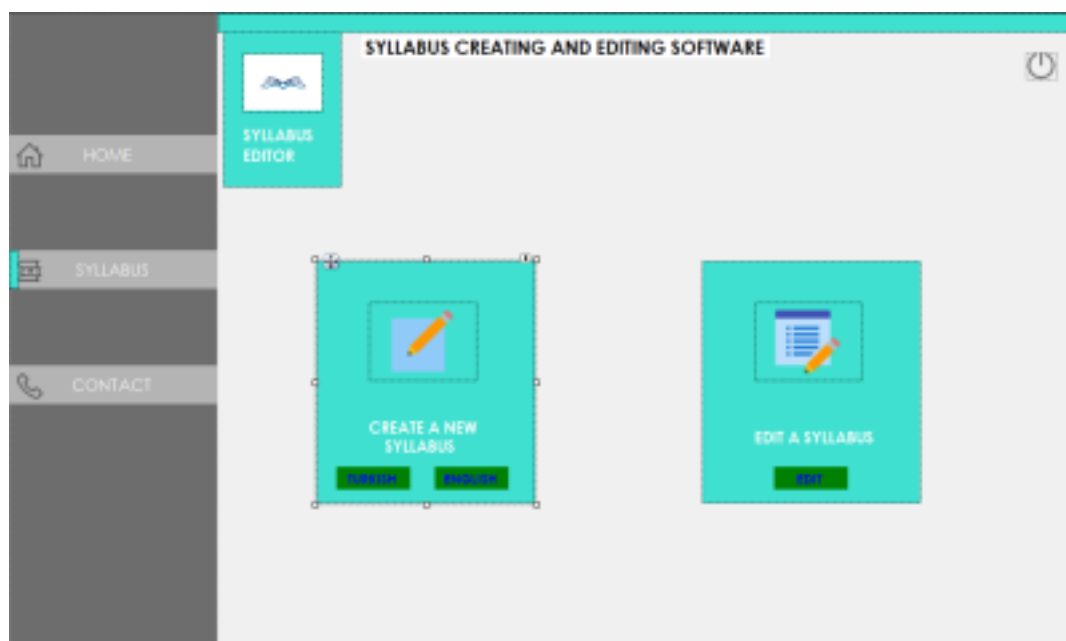 SYLLABUS CREATING AND EDITING SOFTWARE
SYLLABUS
EDITOR
HOME
SYLLABUS
CONTACT
CREATE A NEW
SYLLABUS
TURKISH
ENGLISH
EDIT A SYLLABUS
EDIT